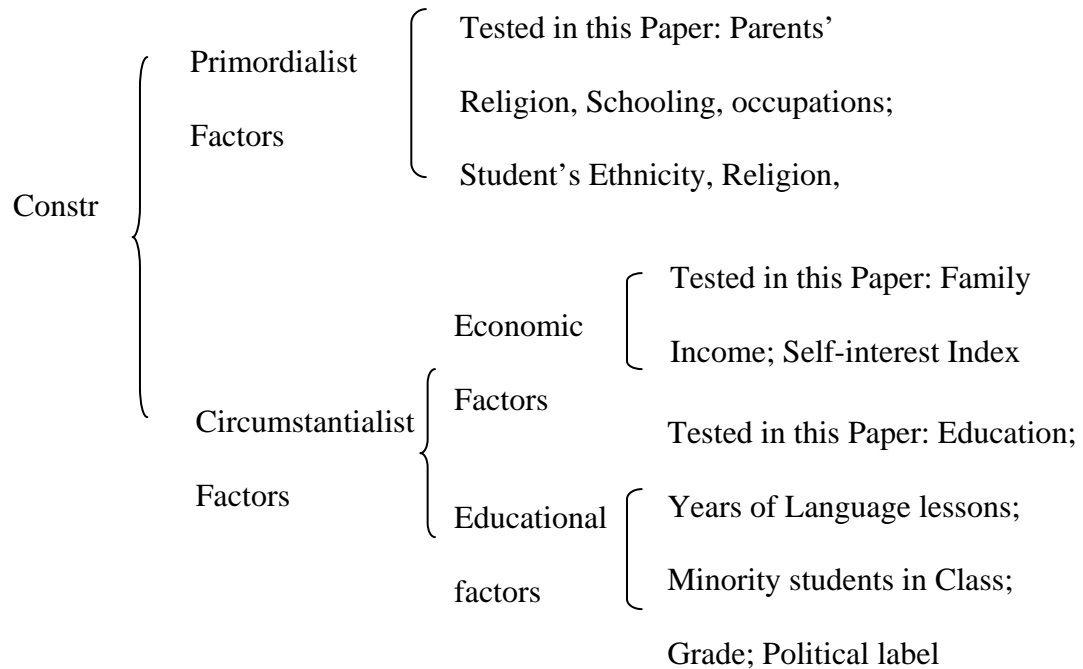 Constr
Primordialist
Factors
Tested in this Paper: Parents’
Religion, Schooling, occupations;
Student’s Ethnicity, Religion,
Circumstantialist
Factors
Economic
Factors
Tested in this Paper: Family
Income; Self-interest Index
Educational
factors
Tested in this Paper: Education;
Years of Language lessons;
Minority students in Class;
Grade; Political label